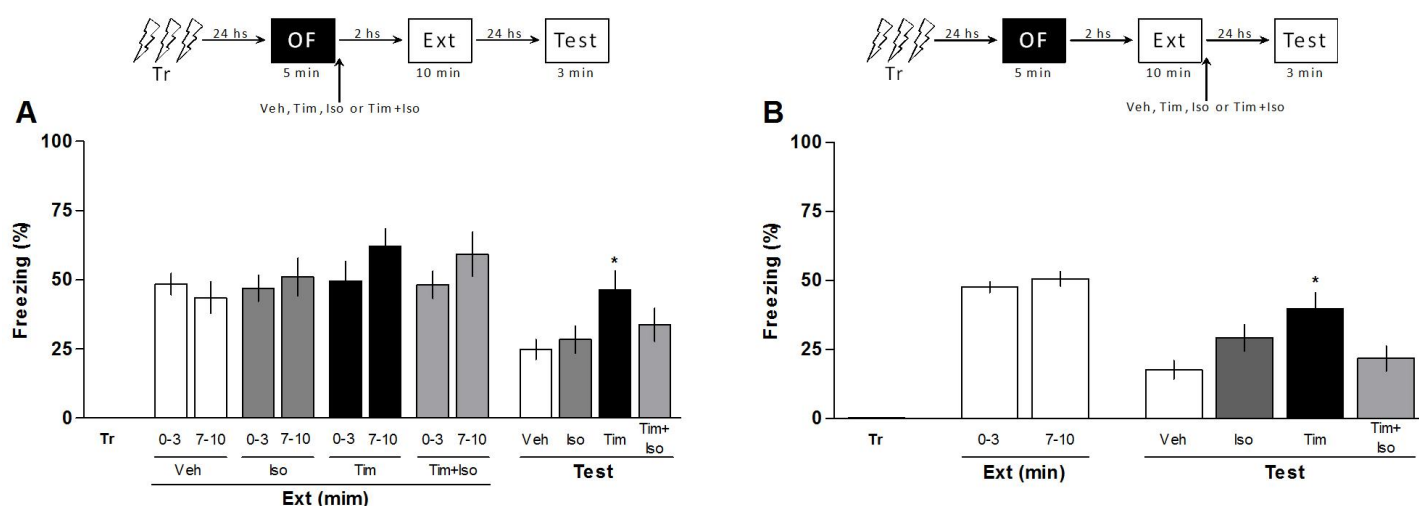 24 hs OF 2 hs Ext 24 hs Test
Tr 5 min 10 min 3 min
Veh, Tim, Iso or Tim+Iso
A
100
75
50
25
0
Freezing (%)
*
Tr 0-3 7-10 0-3 7-10 0-3 7-10 0-3 7-10 Veh Iso Tim Tim+
Iso
Veh Iso Tim Tim+Iso Test
Ext (mim)
24 hs OF 2 hs Ext 24 hs Test
Tr 5 min 10 min 3 min
Veh, Tim, Iso or Tim+Iso
B
100
75
50
25
0
Freezing (%)
*
Tr 0-3 7-10 Veh Iso Tim Tim+
Iso
Ext (min) Test